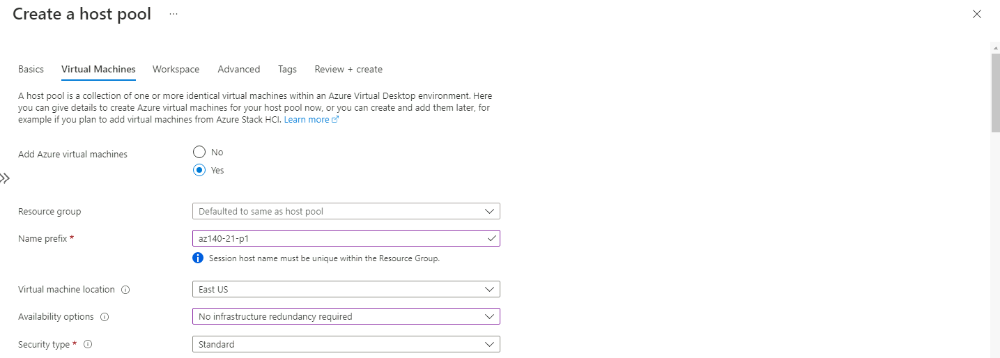 Create a host pool ...
Basics Virtual Machines Workspace Advanced Tags Review + create
A host pool is a collection of one or more identical virtual machines within an Azure Virtual Desktop environment. Here
you can give details to create Azure virtual machines for your host pool now, or you can create and add them later, for
example if you plan to add virtual machines from Azure Stack HCI. Learn more
Add Azure virtual machines
No
Yes
Resource group Defaulted to same as host pool
Name prefix * az140-21-p1
Session host name must be unique within the Resource Group.
Virtual machine location East US
Availability options No infrastructure redundancy required
Security type * Standard